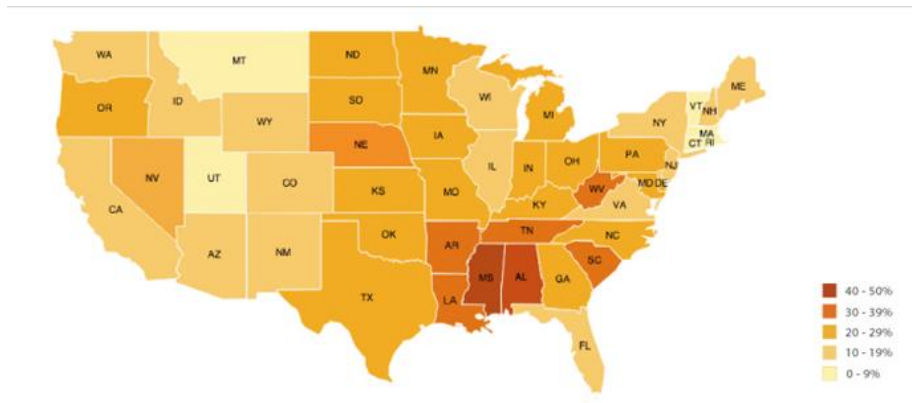 WA
MT
ND
MN
ME
VT
NH
OR
ID
SD
WI
MI
NY
MA
CT
RI
WY
IA
NE
PA
NJ
NV
UT
CO
IL
IN
OH
MD
DE
WV
VA
CA
KS
MO
KY
AZ
NM
OK
AR
TN
NC
SC
TX
LA
MS
AL
GA
FL
40 - 50%
30 - 39%
20 - 29%
10 - 19%
0 - 9%